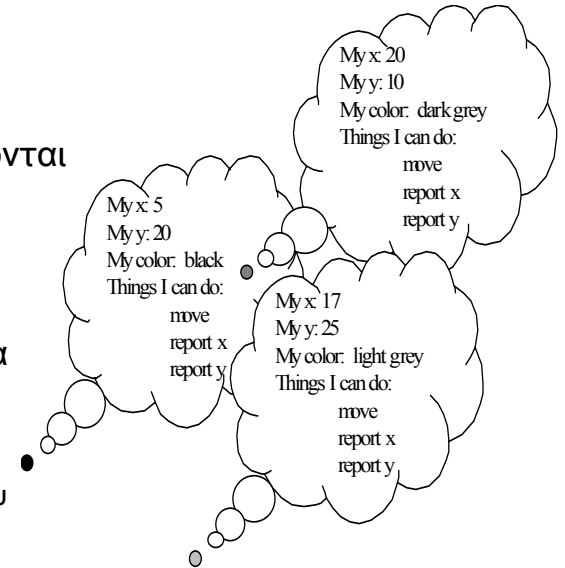 My x: 20
My y: 10
My color: dark grey
Things I can do:
move
report x
report y
My x: 5
My y: 20
My color: black
Things I can do:
move
report x
report y
My x: 17
My y: 25
My color: light grey
Things I can do:
move
report x
report y